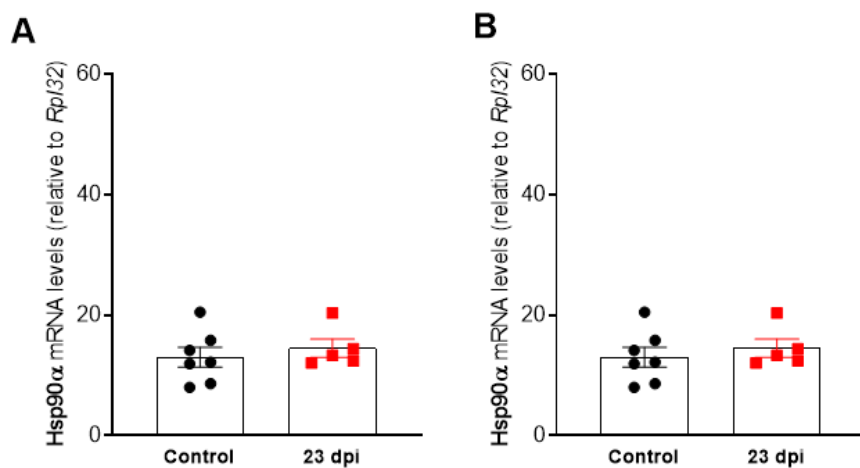 A
Hsp90α mRNA levels (relative to Rpl32)
60
40
20
0
Control 23 dpi
B
Hsp90α mRNA levels (relative to Rpl32)
60
40
20
0
Control 23 dpi